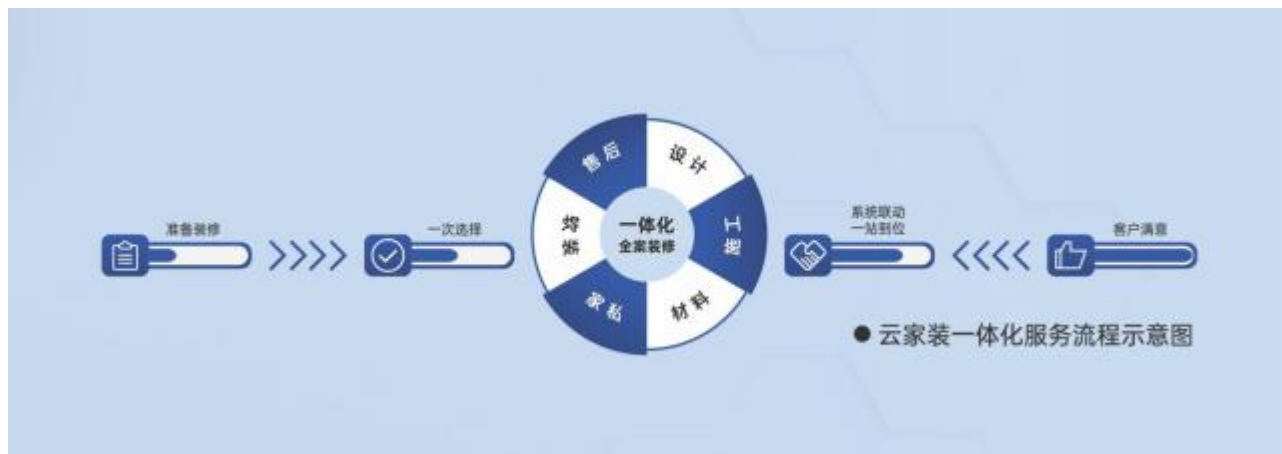 准备装修
一次选择
售后
设计
施工
材料
家私
一体化
全案装修
系统联动
一站到位
客户满意
● 云家装一体化服务流程示意图